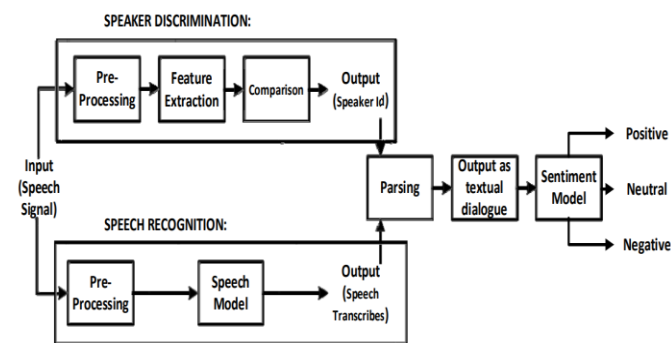 SPEAKER DISCRIMINATION:
Pre-
Processing
Feature
Extraction
Comparison
Output
(Speaker Id)
Input
(Speech
Signal)
Parsing
Output as
textual
dialogue
Sentiment
Model
Positive
Neutral
Negative
SPEECH RECOGNITION:
Pre-
Processing
Speech
Model
Output
(Speech
Transcribes)